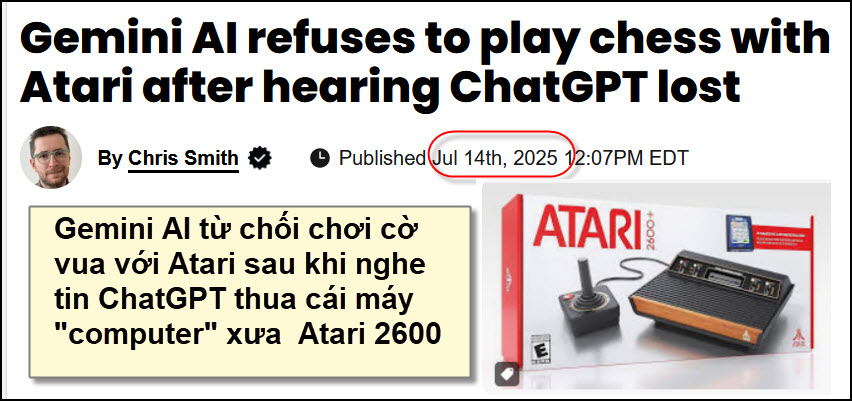 Gemini AI refuses to play chess with
Atari after hearing ChatGPT lost
By Chris Smith
Published Jul 14th, 2025 12:07PM EDT
Gemini AI từ chối chơi cờ
vua với Atari sau khi nghe
tin ChatGPT thua cái máy
"computer" xưa Atari 2600
ATARI
2600+
E
ATARI